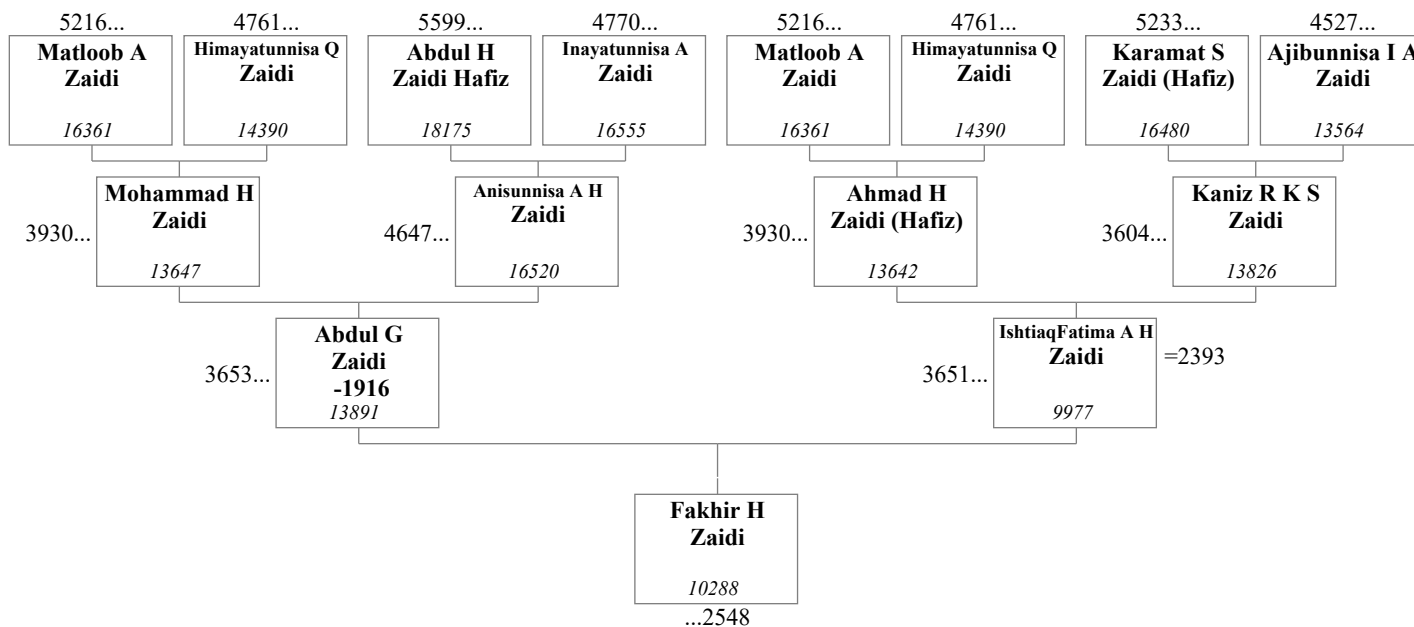 5216...
4761...
5599...
4770...
5216...
4761...
5233...
4527...
Matloob A
Zaidi
16361
Himayatunnisa Q
Zaidi
14390
Abdul H
Zaidi Hafiz
18175
Inayatunnisa A
Zaidi
16555
Matloob A
Zaidi
16361
Himayatunnisa Q
Zaidi
14390
Karamat S
Zaidi (Hafiz)
16480
Ajibunnisa I A
Zaidi
13564
3930...
Mohammad H
Zaidi
13647
4647...
Anisunnisa A H
Zaidi
16520
3930...
Ahmad H
Zaidi (Hafiz)
13642
3604...
Kaniz R K S
Zaidi
13826
3653...
Abdul G
Zaidi
-1916
13891
3651...
IshtiaqFatima A H
Zaidi
9977
=2393
Fakhir H
Zaidi
10288
...2548